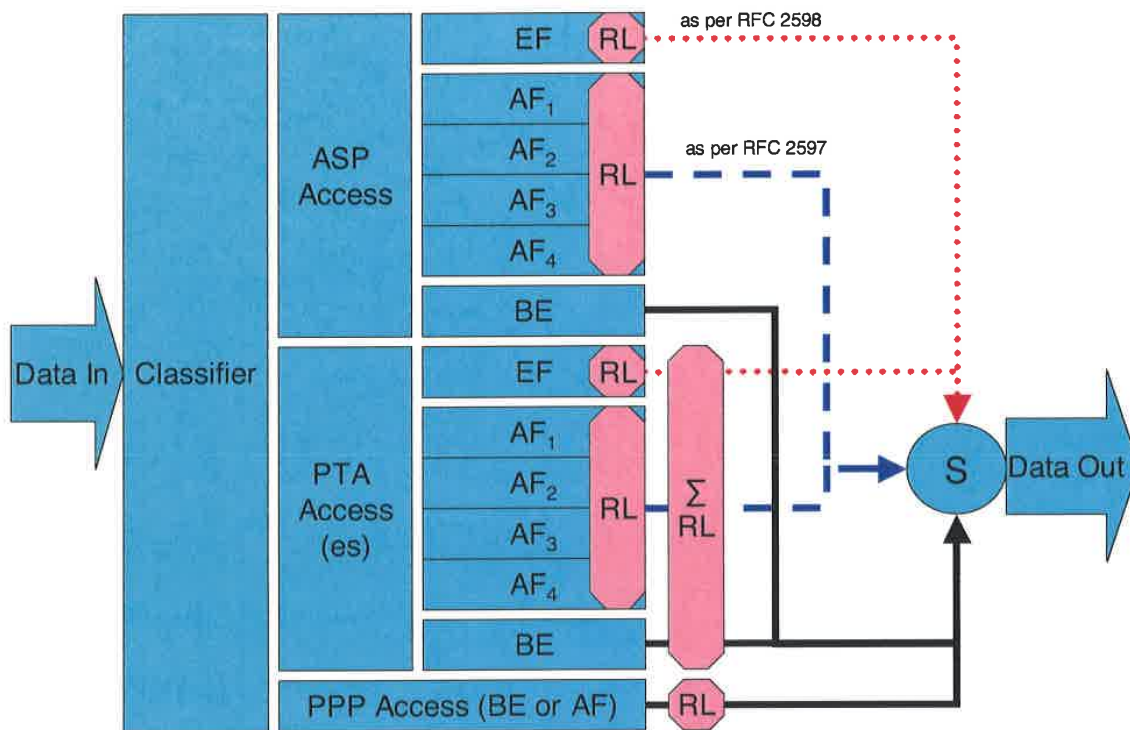 as per RFC 2598
EF
RL
AF1
AF2
AF3
AF4
RL
as per RFC 2597
ASP
Access
BE
Data In
Classifier
EF
RL
PTA
Access
(es)
AF1
AF2
AF3
AF4
RL
Σ
RL
S
Data Out
BE
PPP Access (BE or AF)
RL